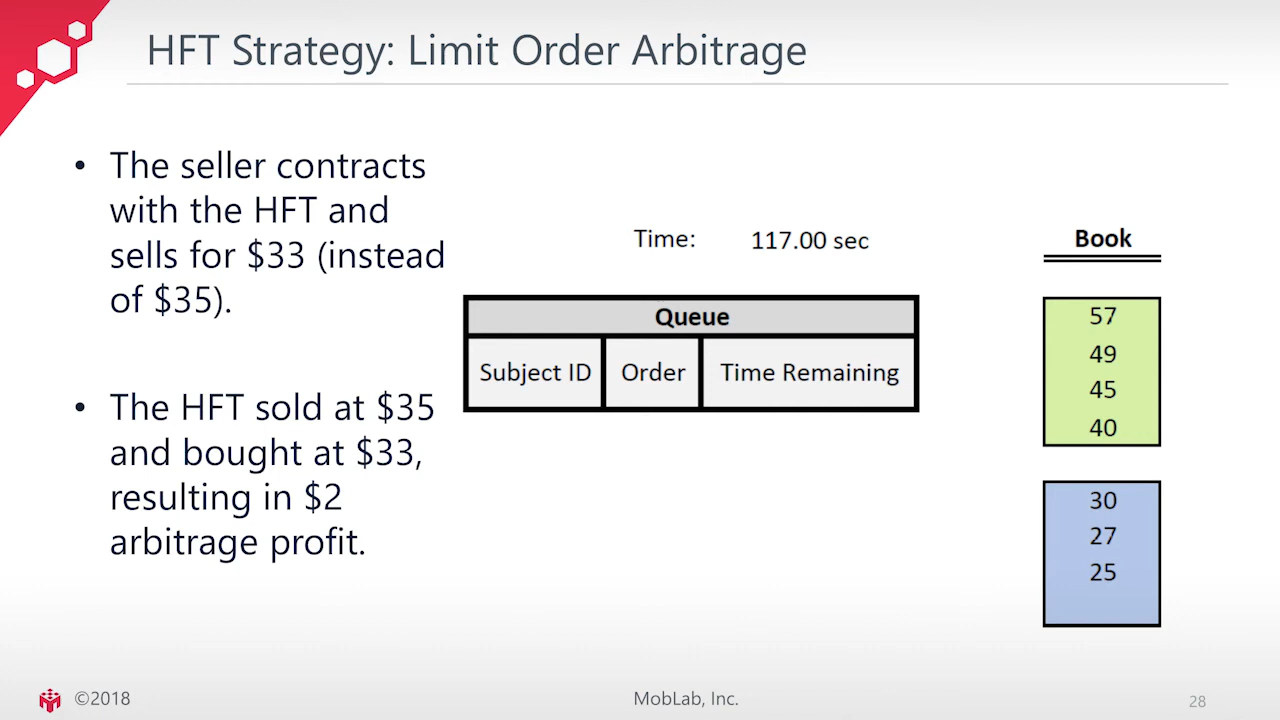 HFT Strategy: Limit Order Arbitrage
• The seller contracts
with the HFT and
sells for $33 (instead
of $35).
• The HFT sold at $35
and bought at $33,
resulting in $2
arbitrage profit.
Time: 117.00 sec
Queue
Subject ID Order Time Remaining
Book
57
49
45
40
30
27
25
©2018 MobLab, Inc. 28